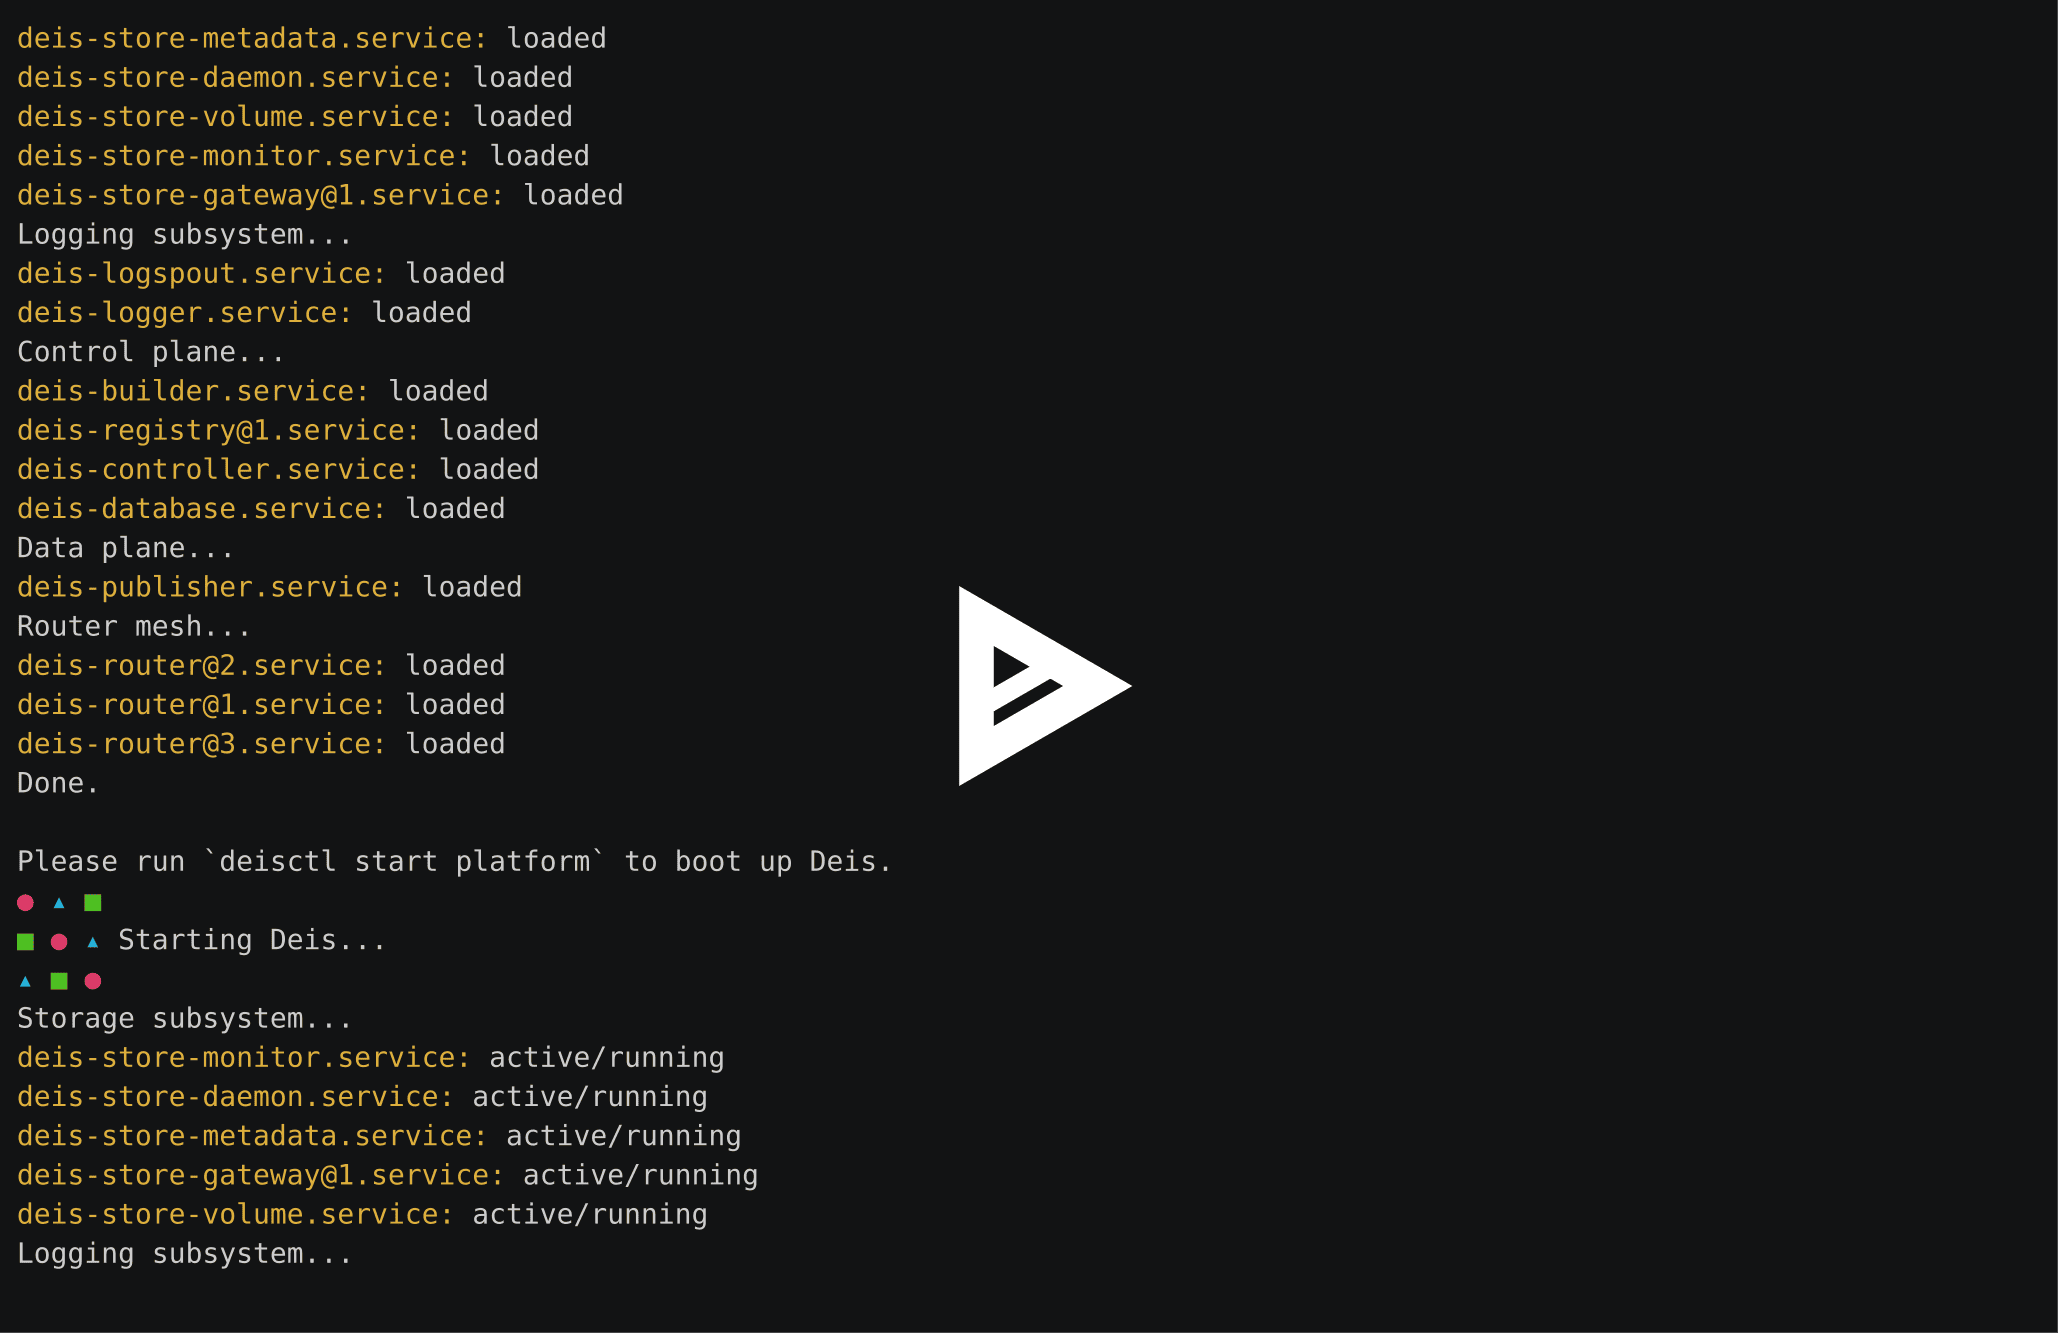 deis-store-metadata.service: loaded
deis-store-daemon.service: loaded
deis-store-volume.service: loaded
deis-store-monitor.service: loaded
deis-store-gateway@1.service: loaded
Logging subsystem...
deis-logspout.service: loaded
deis-logger.service: loaded
Control plane...
deis-builder.service: loaded
deis-registry@1.service: loaded
deis-controller.service: loaded
deis-database.service: loaded
Data plane...
deis-publisher.service: loaded
Router mesh...
deis-router@2.service: loaded
deis-router@1.service: loaded
deis-router@3.service: loaded
Done.
Please run `deisctl start platform` to boot up Deis.
● ▴ ■
■ ● ▴ Starting Deis...
▴ ■ ●
Storage subsystem...
deis-store-monitor.service: active/running
deis-store-daemon.service: active/running
deis-store-metadata.service: active/running
deis-store-gateway@1.service: active/running
deis-store-volume.service: active/running
Logging subsystem...